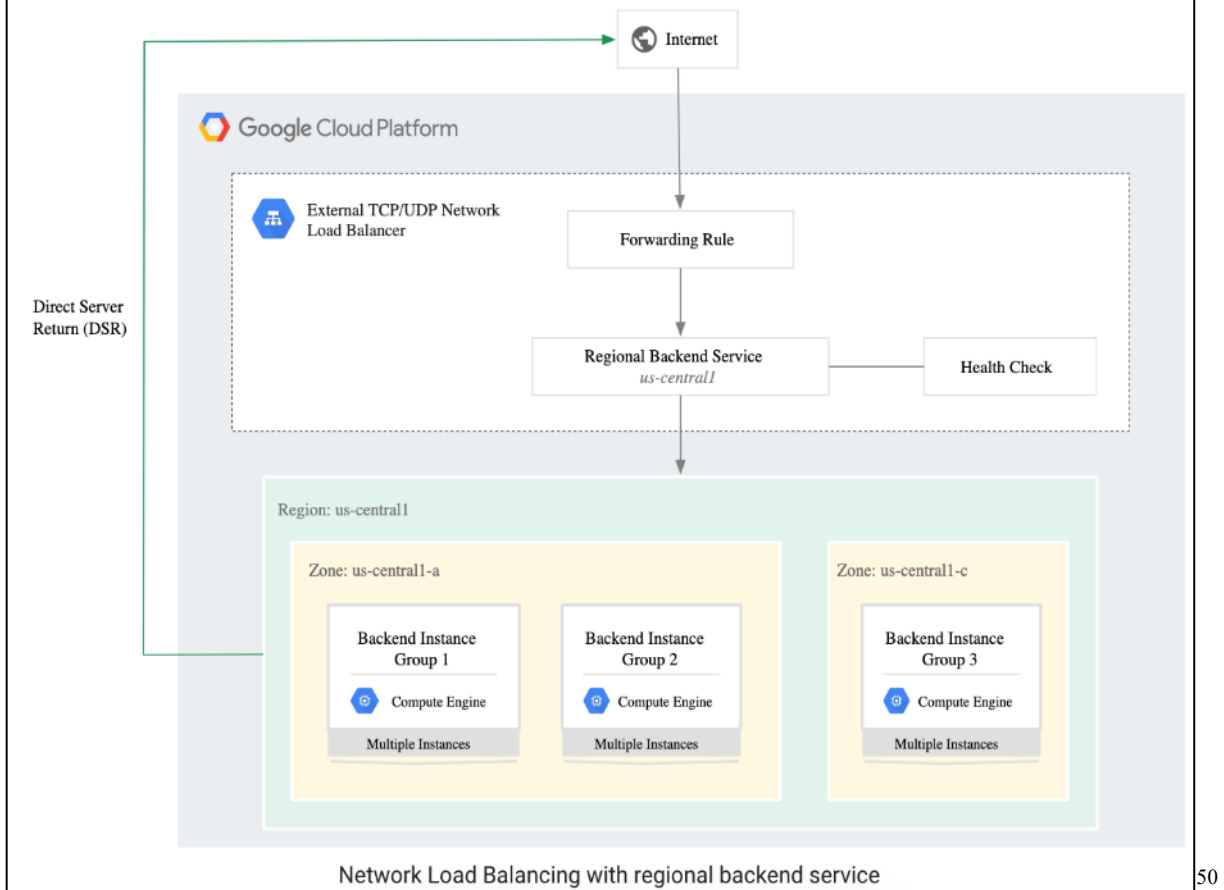 Internet
Google Cloud Platform
External TCP/UDP Network
Load Balancer
Forwarding Rule
Direct Server
Return (DSR)
Regional Backend Service
us-central1
Health Check
Region: us-central1
Zone: us-central1-a
Zone: us-central1-c
Backend Instance
Group 1
Compute Engine
Multiple Instances
Backend Instance
Group 2
Compute Engine
Multiple Instances
Backend Instance
Group 3
Compute Engine
Multiple Instances
Network Load Balancing with regional backend service
50